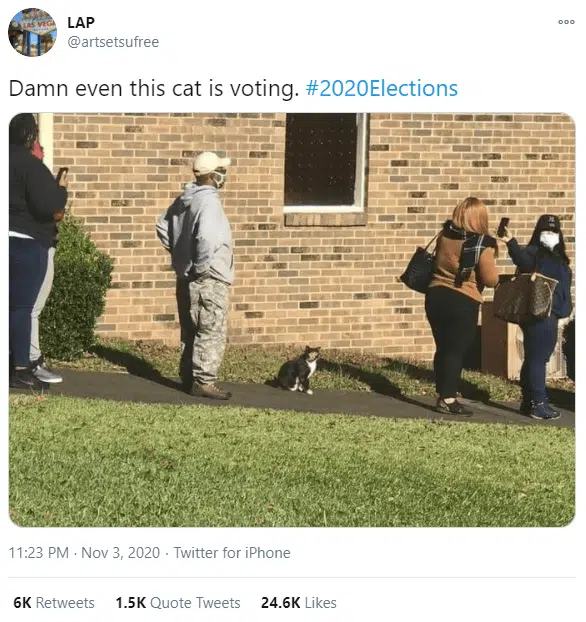 LAP
@artsetsufree
Damn even this cat is voting. #2020Elections
11:23 PM · Nov 3, 2020 · Twitter for iPhone
6K Retweets 1.5K Quote Tweets 24.6K Likes